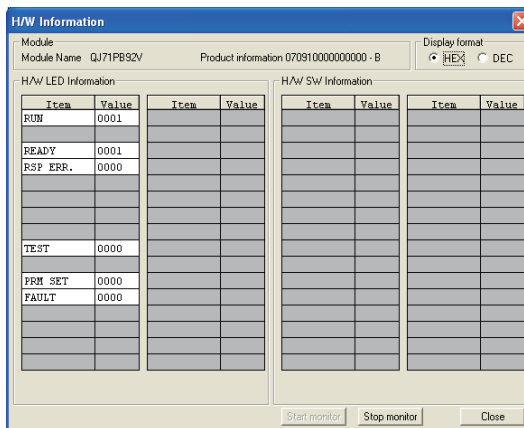 H/W Information
Module
Module Name QJ71PB92V Product information 070910000000000 - B
Display format
HEX DEC
H/W LED Information
Item Value Item Value
RUN 0001
READY 0001
RSP ERR. 0000
TEST 0000
PRM SET 0000
FAULT 0000
H/W SW Information
Item Value Item Value
Start monitor Stop monitor Close